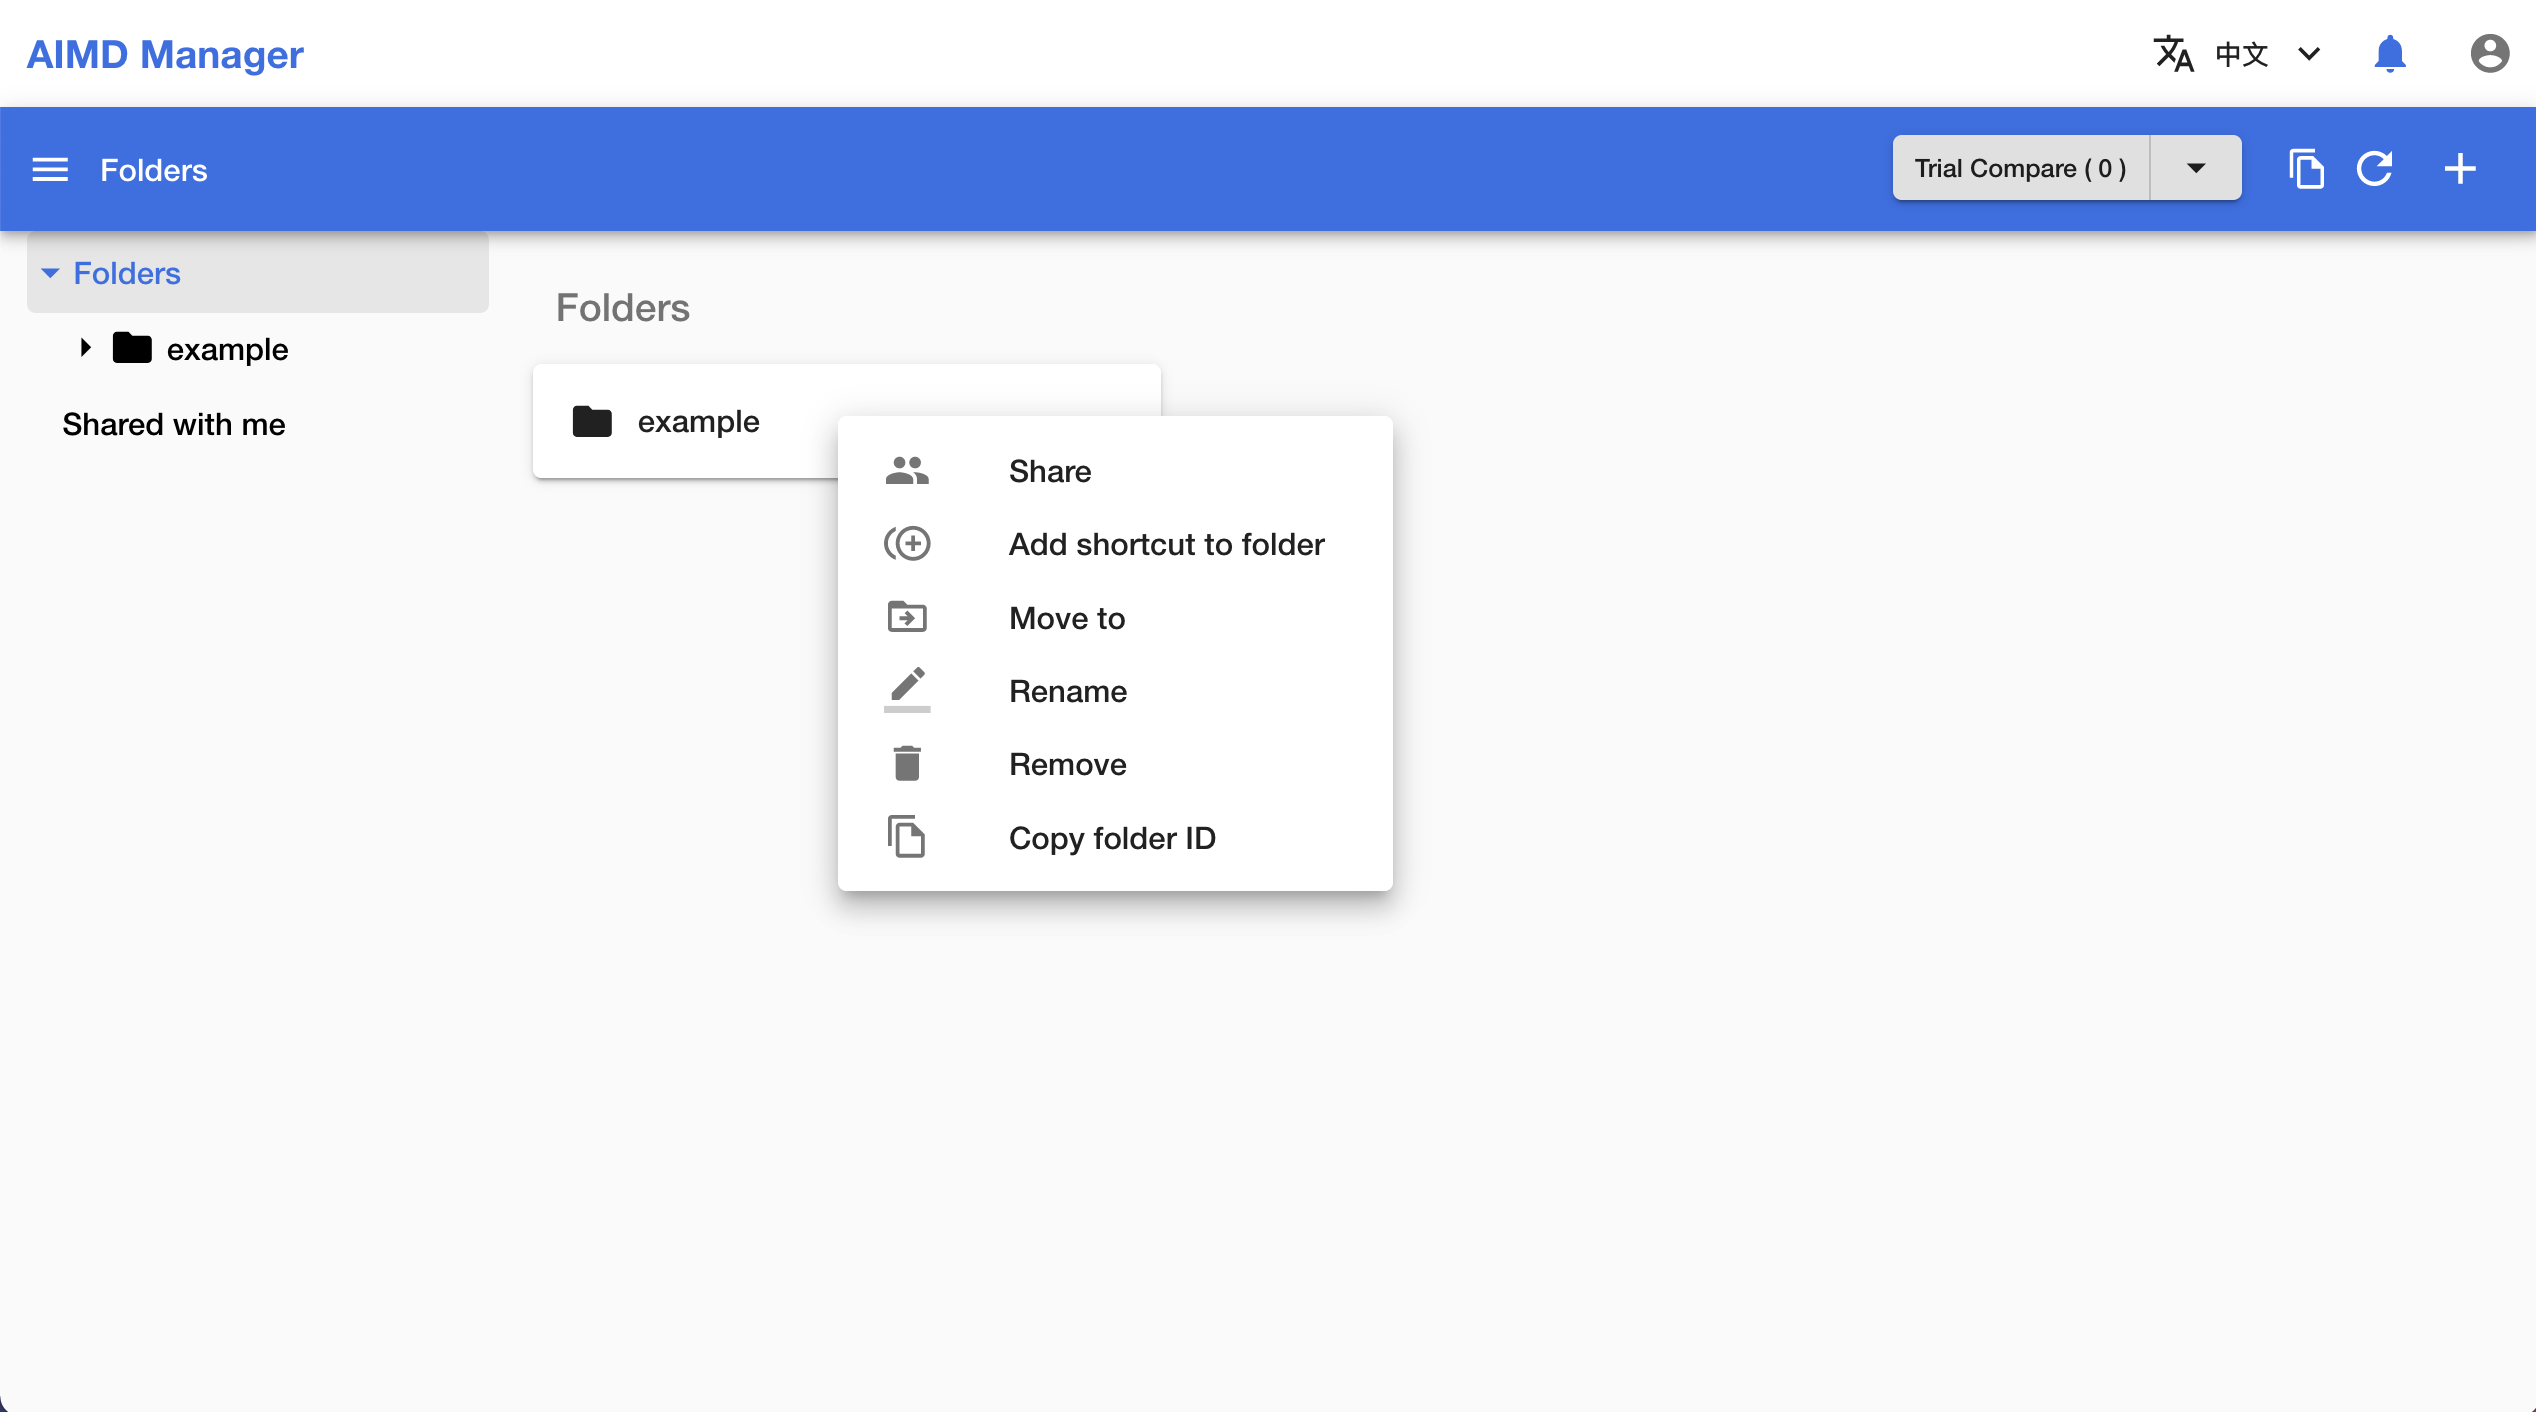 AIMD Manager
中文
Folders
Trial Compare ( 0 )
Folders
example
Shared with me
Folders
example
Share
Add shortcut to folder
Move to
Rename
Remove
Copy folder ID